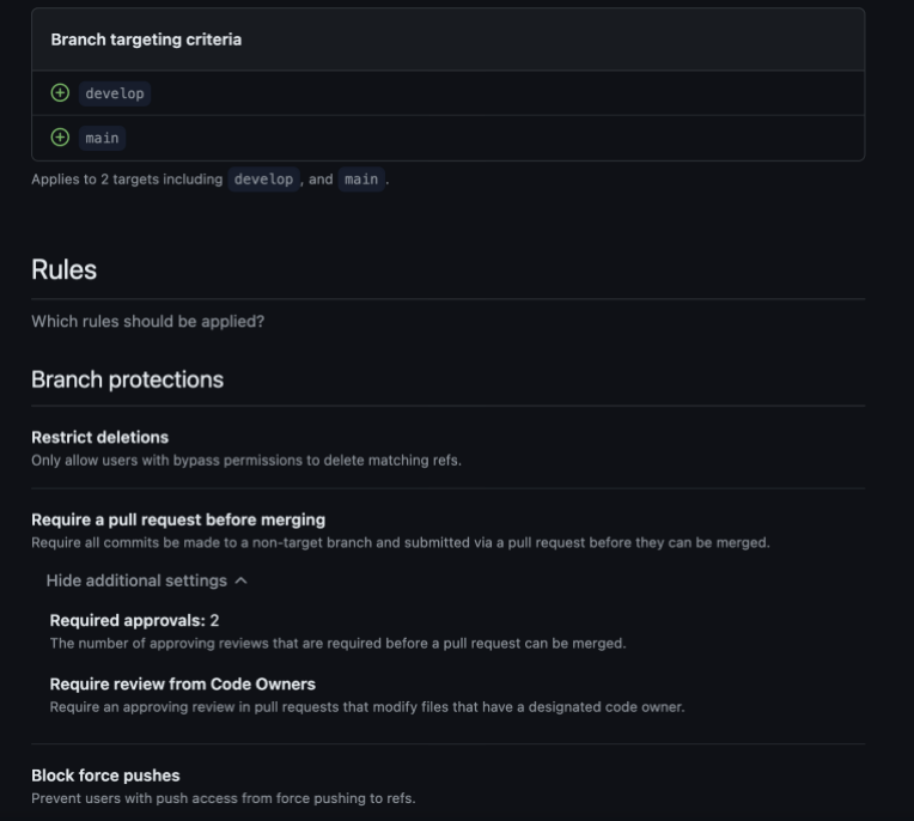 Branch targeting criteria
develop
main
Applies to 2 targets including develop, and main.
Rules
Which rules should be applied?
Branch protections
Restrict deletions
Only allow users with bypass permissions to delete matching refs.
Require a pull request before merging
Require all commits be made to a non-target branch and submitted via a pull request before they can be merged.
Hide additional settings
Required approvals: 2
The number of approving reviews that are required before a pull request can be merged.
Require review from Code Owners
Require an approving review in pull requests that modify files that have a designated code owner.
Block force pushes
Prevent users with push access from force pushing to refs.